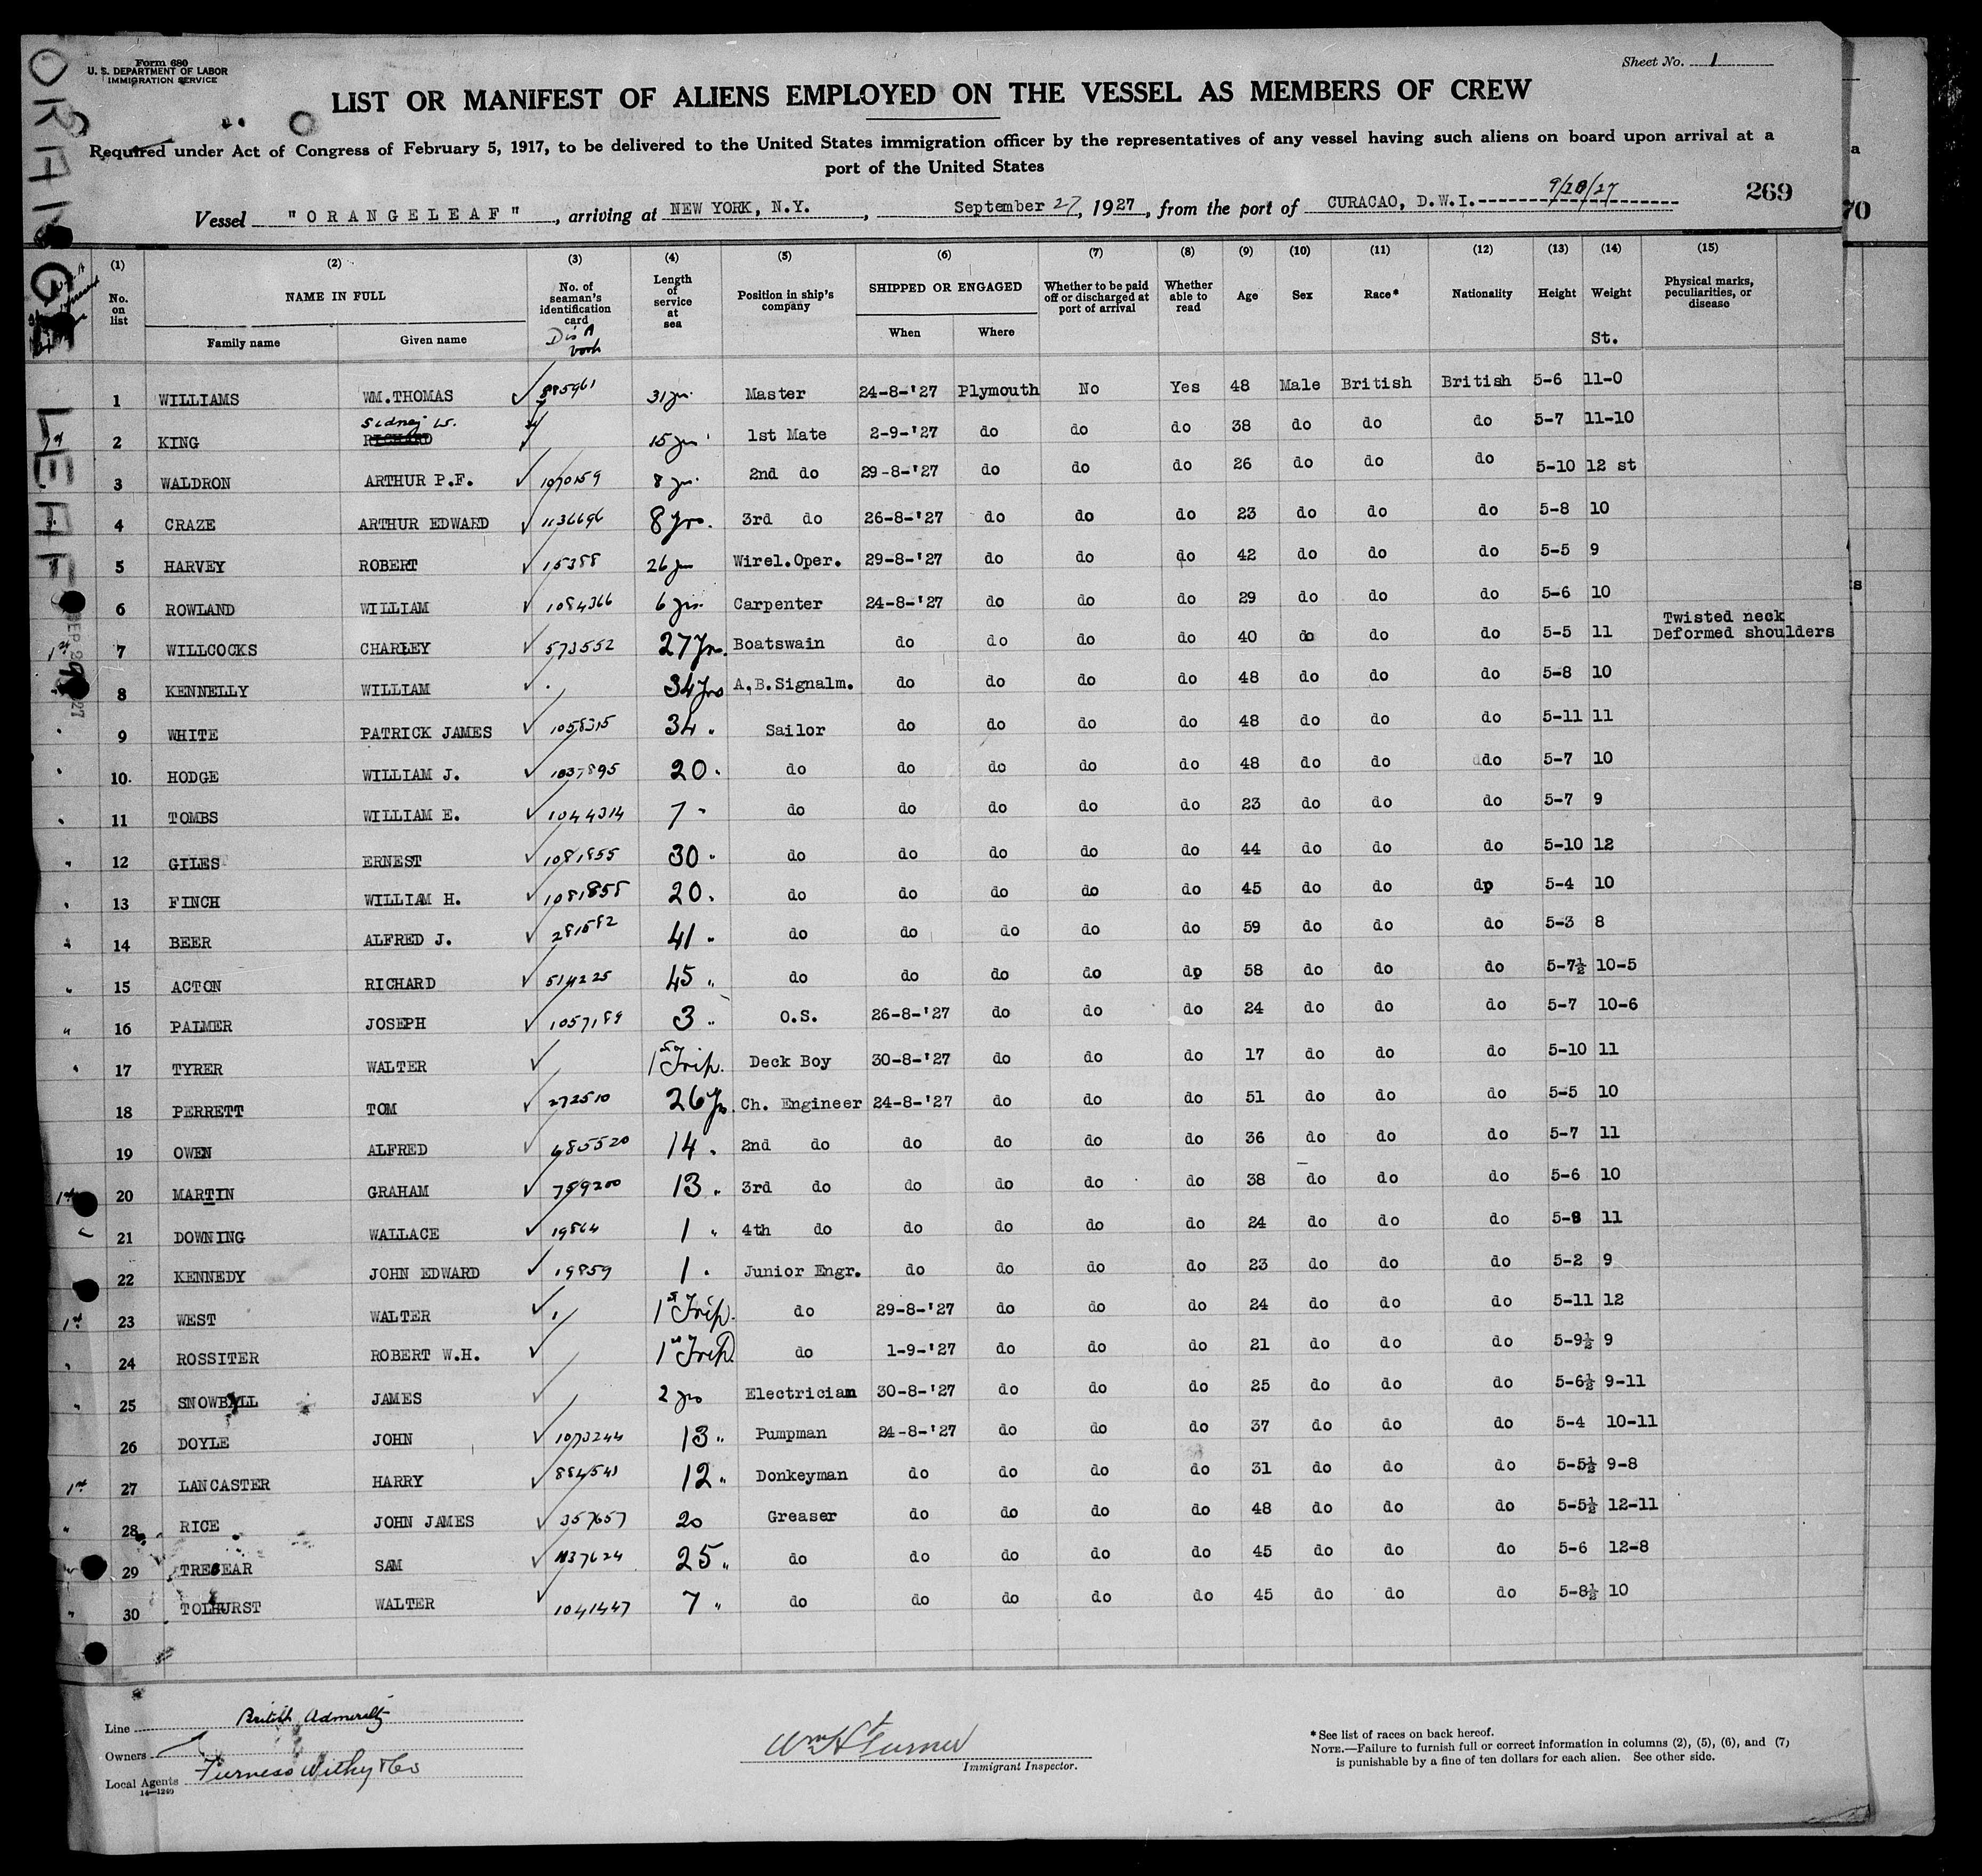 ORANGELEAF
Form 680
U. S. DEPARTMENT OF LABOR
IMMIGRATION SERVICE
Sheet No. 1
LIST OR MANIFEST OF ALIENS EMPLOYED ON THE VESSEL AS MEMBERS OF CREW
Required under Act of Congress of February 5, 1917, to be delivered to the United States immigration officer by the representatives of any vessel having such aliens on board upon arrival at a
port of the United States
9/20/27
269
Vessel "ORANGELEAF", arriving at NEW YORK, N.Y., September 27, 1927, from the port of CURACAO, D.W.I.
(1) (2) (3) (4) (5) (6) (7) (8) (9) (10) (11) (12) (13) (14) (15)
No. on list NAME IN FULL Family name Given name No. of seaman's identification card Length of service at sea Position in ship's company SHIPPED OR ENGAGED When Where Whether to be paid off or discharged at port of arrival Whether able to read Age Sex Race* Nationality Height Weight St. Physical marks, peculiarities, or disease
1 WILLIAMS WM.THOMAS 885961 31 yrs. Master 24-8-'27 Plymouth No Yes 48 Male British British 5-6 11-0
2 KING Sidney W. RICHARD 15 yrs 1st Mate 2-9-'27 do do do 38 do do do 5-7 11-10
3 WALDRON ARTHUR P.F. 1070159 8 yrs. 2nd do 29-8-'27 do do do 26 do do do 5-10 12 st
4 CRAZE ARTHUR EDWARD 1136696 8 yrs. 3rd do 26-8-'27 do do do 23 do do do 5-8 10
5 HARVEY ROBERT 15388 26 yrs Wirel.Oper. 29-8-'27 do do do 42 do do do 5-5 9
6 ROWLAND WILLIAM 1084366 6 yrs. Carpenter 24-8-'27 do do do 29 do do do 5-6 10
7 WILLCOCKS CHARLEY 573552 27 yrs. Boatswain do do do do 40 do do do 5-5 11 Twisted neck Deformed shoulders
8 KENNELLY WILLIAM 34 yrs A.B.Signalm. do do do do 48 do do do 5-8 10
9 WHITE PATRICK JAMES 1058315 34 " Sailor do do do do 48 do do do 5-11 11
10. HODGE WILLIAM J. 1037895 20 " do do do do do 48 do do ddo 5-7 10
11 TOMBS WILLIAM E. 1044314 7 " do do do do do 23 do do do 5-7 9
12 GILES ERNEST 1081855 30 " do do do do do 44 do do do 5-10 12
13 FINCH WILLIAM H. 1081858 20 " do do do do do 45 do do dp 5-4 10
14 BEER ALFRED J. 281582 41 " do do do do do 59 do do do 5-3 8
15 ACTON RICHARD 514225 45 " do do do do dp 58 do do do 5-7½ 10-5
16 PALMER JOSEPH 1057189 3 " O.S. 26-8-'27 do do do 24 do do do 5-7 10-6
17 TYRER WALTER 1st Trip. Deck Boy 30-8-'27 do do do 17 do do do 5-10 11
18 PERRETT TOM 272510 26 yrs. Ch. Engineer 24-8-'27 do do do 51 do do do 5-5 10
19 OWEN ALFRED 685520 14 " 2nd do do do do do 36 do do do 5-7 11
20 MARTIN GRAHAM 759200 13 " 3rd do do do do do 38 do do do 5-6 10
21 DOWNING WALLACE 19864 1 " 4th do do do do do 24 do do do 5-8 11
22 KENNEDY JOHN EDWARD 19859 1 " Junior Engr. do do do do 23 do do do 5-2 9
23 WEST WALTER 1st Trip. do 29-8-'27 do do do 24 do do do 5-11 12
24 ROSSITER ROBERT W.H. 1st Trip. do 1-9-'27 do do do 21 do do do 5-9½ 9
25 SNOWBALL JAMES 2 yrs Electrician 30-8-'27 do do do 25 do do do 5-6½ 9-11
26 DOYLE JOHN 1073244 13 " Pumpman 24-8-'27 do do do 37 do do do 5-4 10-11
27 LANCASTER HARRY 884543 12 " Donkeyman do do do do 31 do do do 5-5½ 9-8
28 RICE JOHN JAMES 357657 20 Greaser do do do do 48 do do do 5-5½ 12-11
29 TREGEAR SAM 1137624 25 " do do do do do 45 do do do 5-6 12-8
30 TOLHURST WALTER 1041447 7 " do do do do do 45 do do do 5-8½ 10
Line British Admiralty
Owners
Local Agents Furness Withy & Co
14—1240
Wm H Turner
Immigrant Inspector.
* See list of races on back hereof.
NOTE.—Failure to furnish full or correct information in columns (2), (5), (6), and (7)
is punishable by a fine of ten dollars for each alien. See other side.